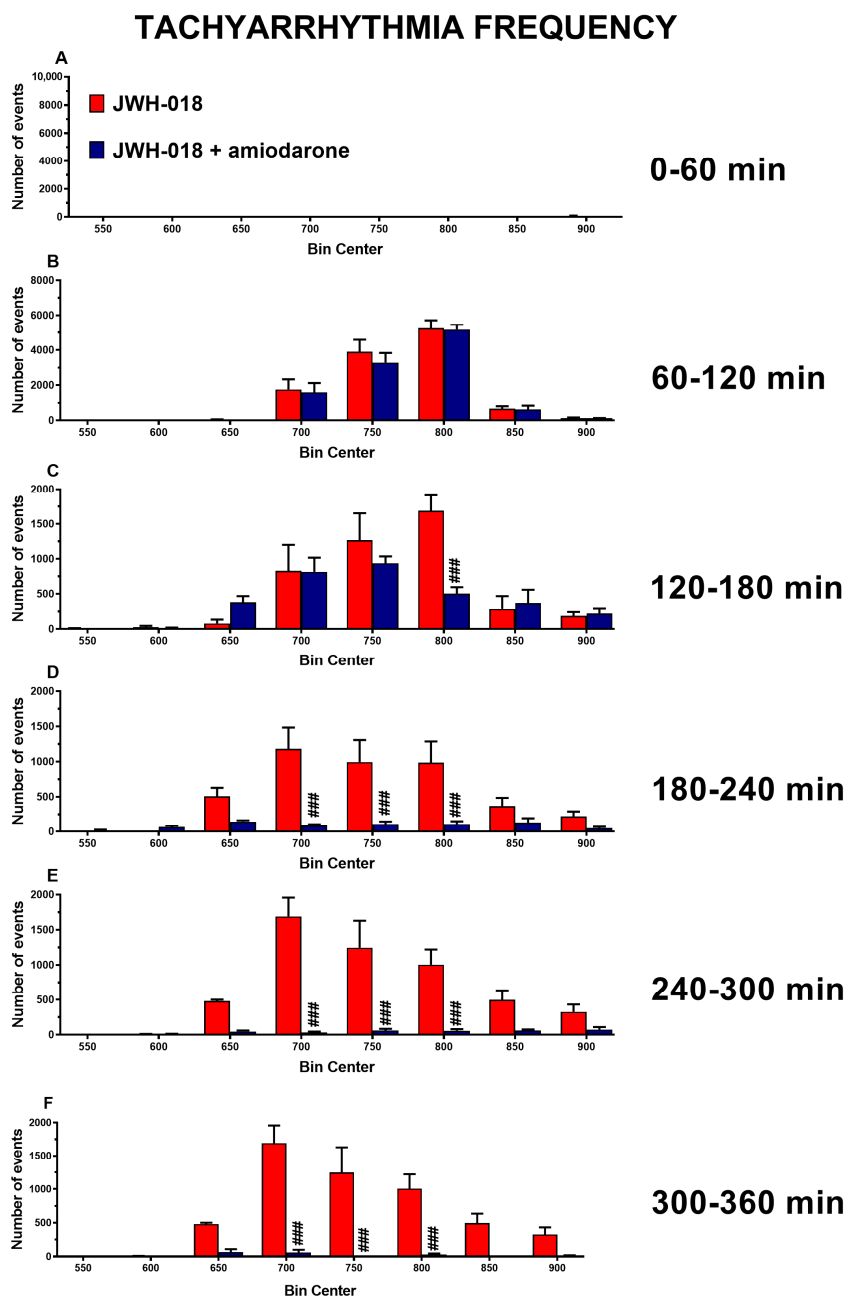 TACHYARRHYTHMIA FREQUENCY
A
Number of events
10,000
8000
6000
4000
2000
0
JWH-018
JWH-018 + amiodarone
550 600 650 700 750 800 850 900
Bin Center
0-60 min
B
Number of events
8000
6000
4000
2000
0
550 600 650 700 750 800 850 900
Bin Center
60-120 min
C
Number of events
2000
1500
1000
500
0
###
550 600 650 700 750 800 850 900
Bin Center
120-180 min
D
Number of events
2000
1500
1000
500
0
### ### ###
550 600 650 700 750 800 850 900
Bin Center
180-240 min
E
Number of events
2000
1500
1000
500
0
### ### ###
550 600 650 700 750 800 850 900
Bin Center
240-300 min
F
Number of events
2000
1500
1000
500
0
### ### ###
550 600 650 700 750 800 850 900
Bin Center
300-360 min